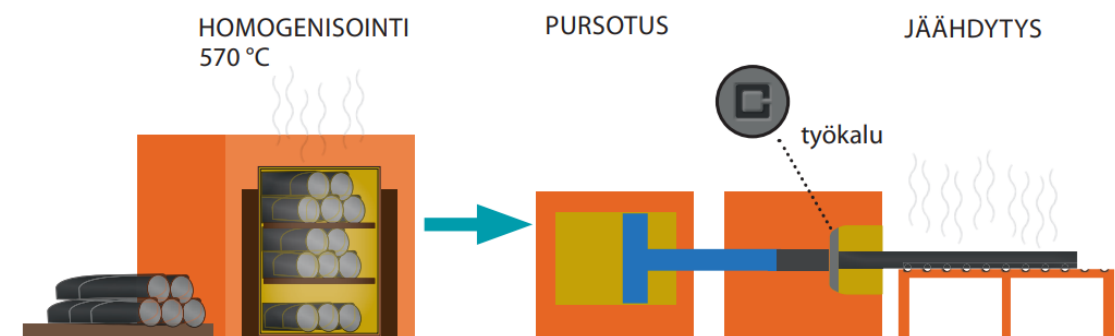 HOMOGENISOINTI
570 °C
PURSOTUS
JÄÄHDYTYS
työkalu